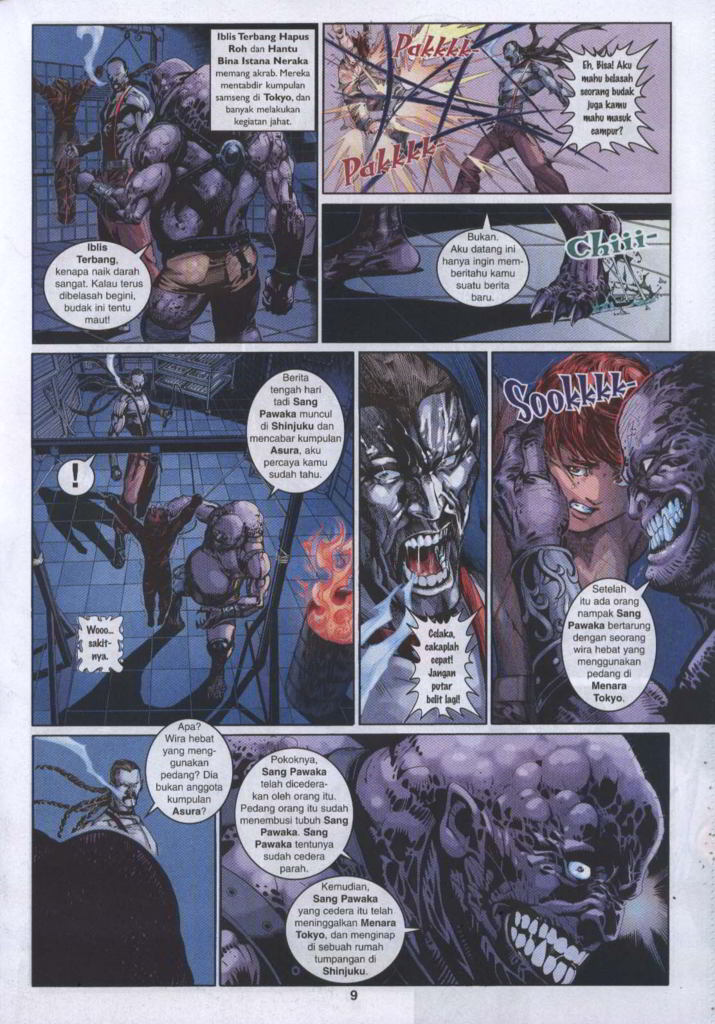 Iblis Terbang Hapus
Roh dan Hantu
Bina Istana Neraka
memang akrab. Mereka
mentabdir kumpulan
samseng di Tokyo, dan
banyak melakukan
kegiatan jahat.
Iblis
Terbang,
kenapa naik darah
sangat. Kalau terus
dibelasah begini,
budak ini tentu
maut!
Pakkkk-
Pakkkk-
Eh, Bisa! Aku
mahu belasah
seorang budak
juga kamu
mahu masuk
campur?
Bukan.
Aku datang ini
hanya ingin mem-
beritahu kamu
suatu berita
baru.
Chiii-
Berita
tengah hari
tadi Sang
Pawaka muncul
di Shinjuku dan
mencabar kumpulan
Asura, aku
percaya kamu
sudah tahu.
!
Wooo...
sakit-
nya.
Celaka,
cakaplah
cepat!
Jangan
putar
belit lagi!
Sookkkk-
Setelah
itu ada orang
nampak Sang
Pawaka bertarung
dengan seorang
wira hebat yang
menggunakan
pedang di
Menara
Tokyo.
Apa?
Wira hebat
yang meng-
gunakan
pedang? Dia
bukan anggota
kumpulan
Asura?
Pokoknya,
Sang Pawaka
telah dicedera-
kan oleh orang itu.
Pedang orang itu sudah
menembusi tubuh Sang
Pawaka. Sang
Pawaka tentunya
sudah cedera
parah.
Kemudian,
Sang Pawaka
yang cedera itu telah
meninggalkan Menara
Tokyo, dan menginap
di sebuah rumah
tumpangan di
Shinjuku.
9